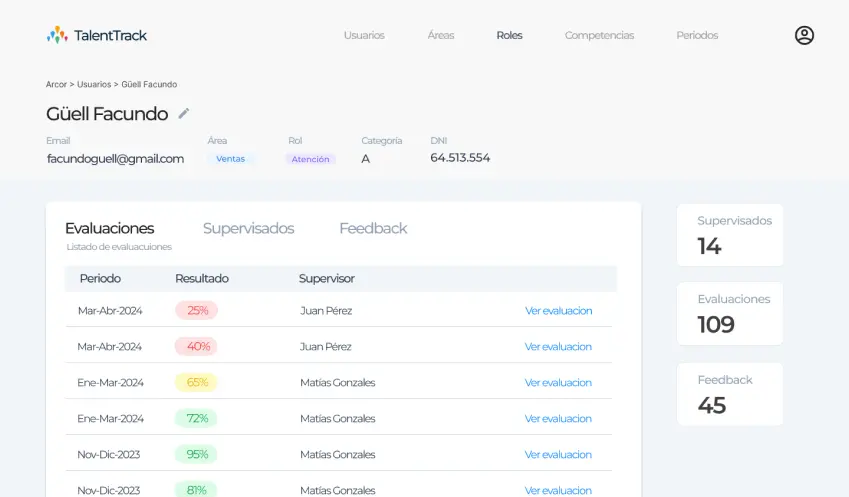 TalentTrack Usuarios Áreas Roles Competencias Periodos
Arcor > Usuarios > Güell Facundo
Güell Facundo
Email Área Rol Categoría DNI
facundoguell@gmail.com Ventas Atención A 64.513.554
Evaluaciones Supervisados Feedback
Listado de evaluacuiones
Periodo Resultado Supervisor
Mar-Abr-2024 25% Juan Pérez Ver evaluacion
Mar-Abr-2024 40% Juan Pérez Ver evaluacion
Ene-Mar-2024 65% Matías Gonzales Ver evaluacion
Ene-Mar-2024 72% Matías Gonzales Ver evaluacion
Nov-Dic-2023 95% Matías Gonzales Ver evaluacion
Nov-Dic-2023 81% Matías Gonzales Ver evaluacion
Supervisados
14
Evaluaciones
109
Feedback
45